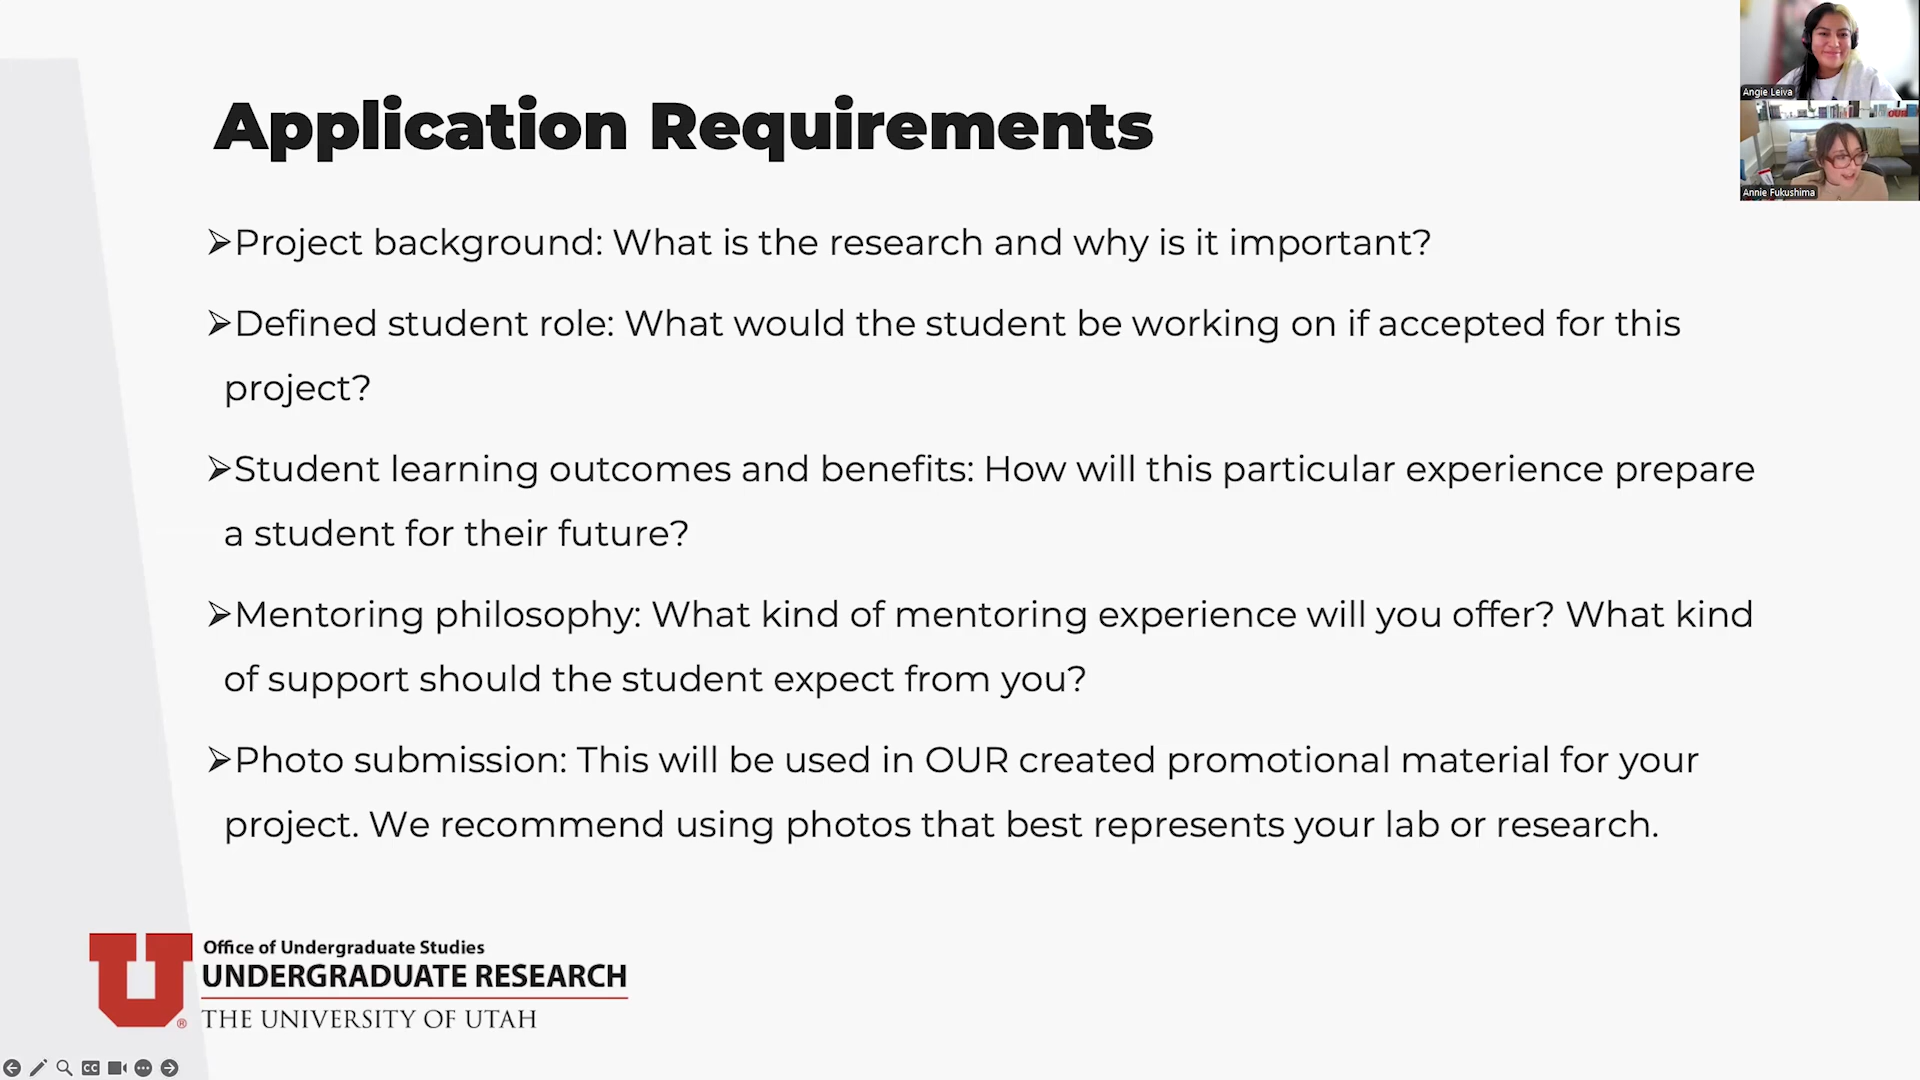 Application Requirements
➢Project background: What is the research and why is it important?
➢Defined student role: What would the student be working on if accepted for this
project?
➢Student learning outcomes and benefits: How will this particular experience prepare
a student for their future?
➢Mentoring philosophy: What kind of mentoring experience will you offer? What kind
of support should the student expect from you?
➢Photo submission: This will be used in OUR created promotional material for your
project. We recommend using photos that best represents your lab or research.
Angie Leiva
OUR
Annie Fukushima
U
®
Office of Undergraduate Studies
UNDERGRADUATE RESEARCH
THE UNIVERSITY OF UTAH
CC